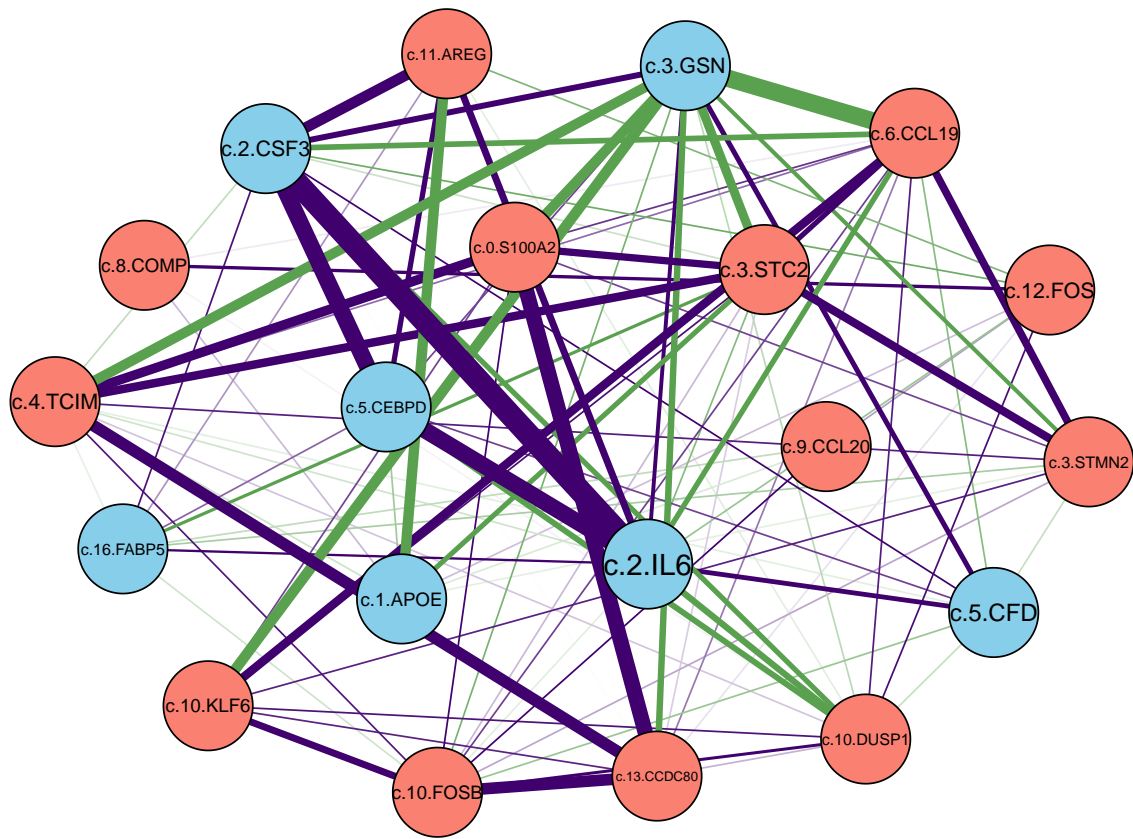 c.11.AREG
c.3.GSN
c.6.CCL19
c.2.CSF3
c.0.S100A2
c.8.COMP
c.3.STC2
c.12.FOS
c.4.TCIM
c.5.CEBPD
c.9.CCL20
c.3.STMN2
c.16.FABP5
c.2.IL6
c.1.APOE
c.5.CFD
c.10.KLF6
c.10.DUSP1
c.13.CCDC80
c.10.FOSB